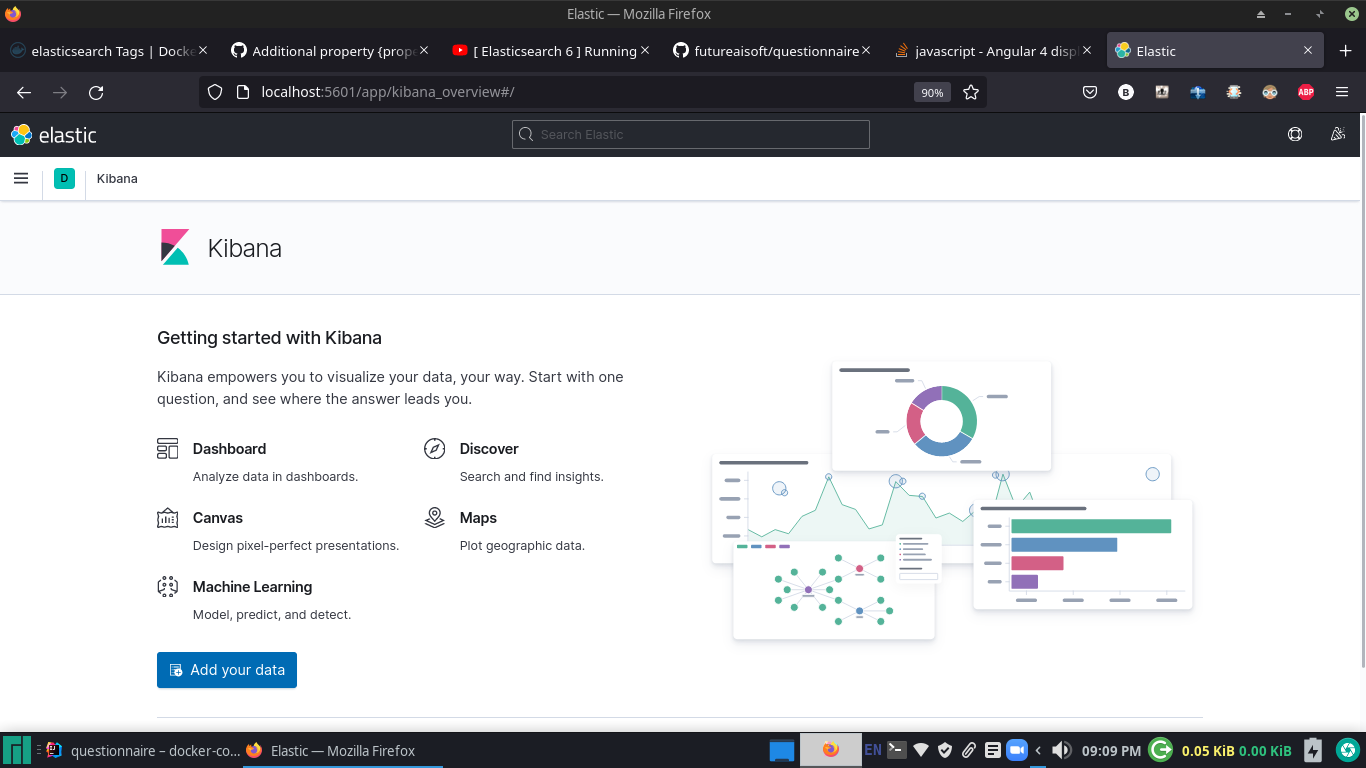 Elastic — Mozilla Firefox
elasticsearch Tags | Docke
Additional property {prope
[ Elasticsearch 6 ] Running
futureaisoft/questionnaire
javascript - Angular 4 disp
Elastic
localhost:5601/app/kibana_overview#/
90%
B
ABP
elastic
Search Elastic
D
Kibana
Kibana
Getting started with Kibana
Kibana empowers you to visualize your data, your way. Start with one
question, and see where the answer leads you.
Dashboard
Analyze data in dashboards.
Discover
Search and find insights.
Canvas
Design pixel-perfect presentations.
Maps
Plot geographic data.
Machine Learning
Model, predict, and detect.
Add your data
questionnaire – docker-co...
Elastic — Mozilla Firefox
EN
09:09 PM
0.05 KiB 0.00 KiB